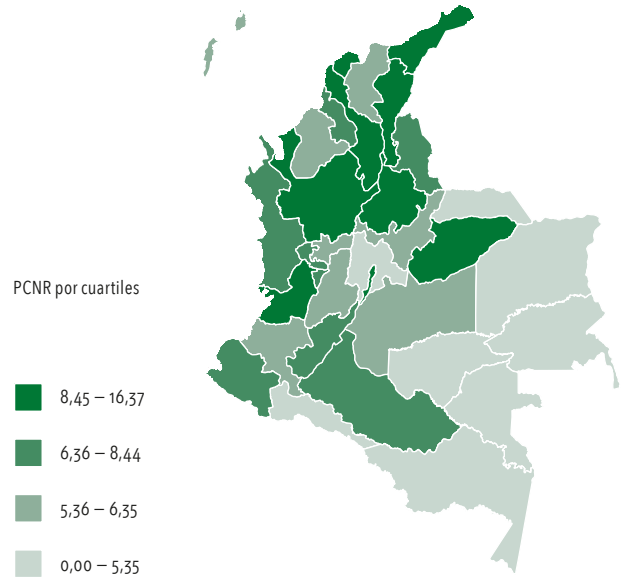 PCNR por cuartiles
8,45 – 16,37
6,36 – 8,44
5,36 – 6,35
0,00 – 5,35